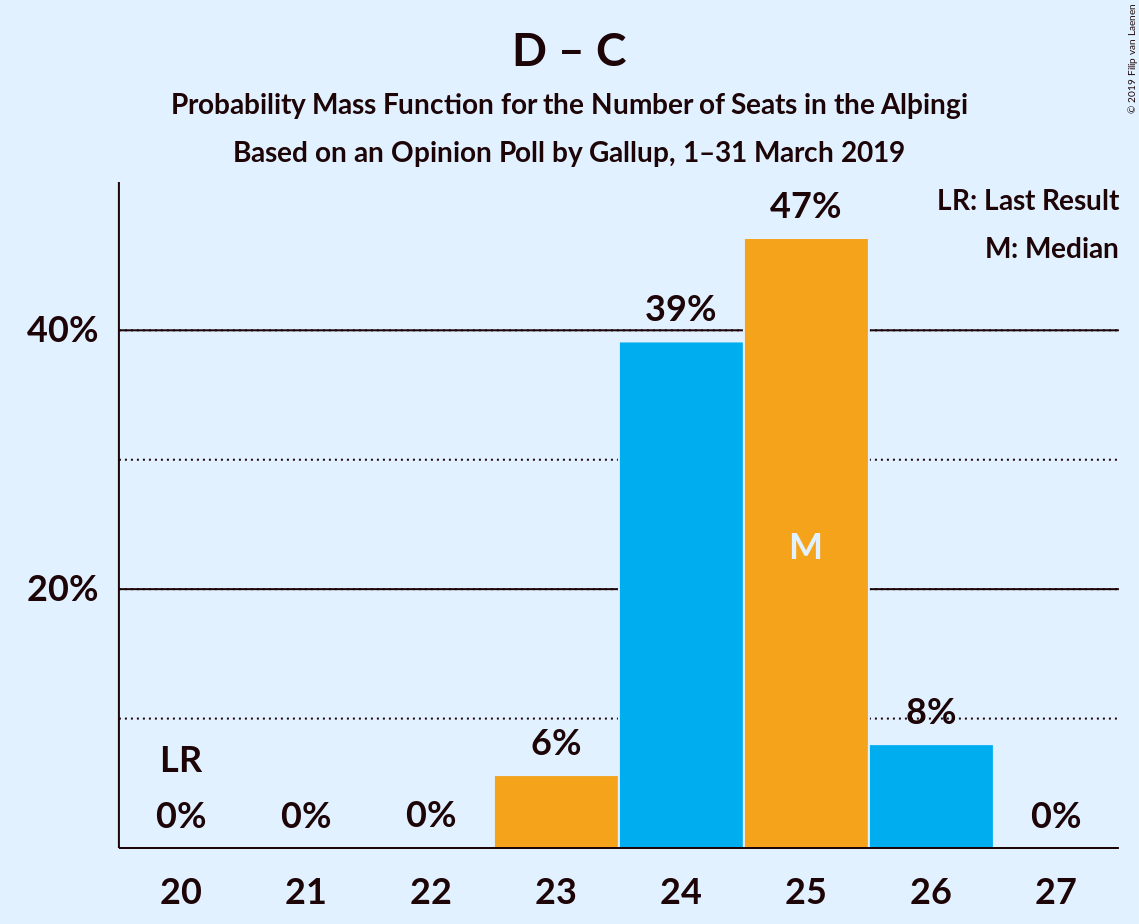 D – C
Probability Mass Function for the Number of Seats in the Alþingi
Based on an Opinion Poll by Gallup, 1–31 March 2019
© 2019 Filip van Laenen
LR: Last Result
M: Median
47%
39%
40%
M
20%
8%
6%
LR
0% 0% 0% 0%
20 21 22 23 24 25 26 27